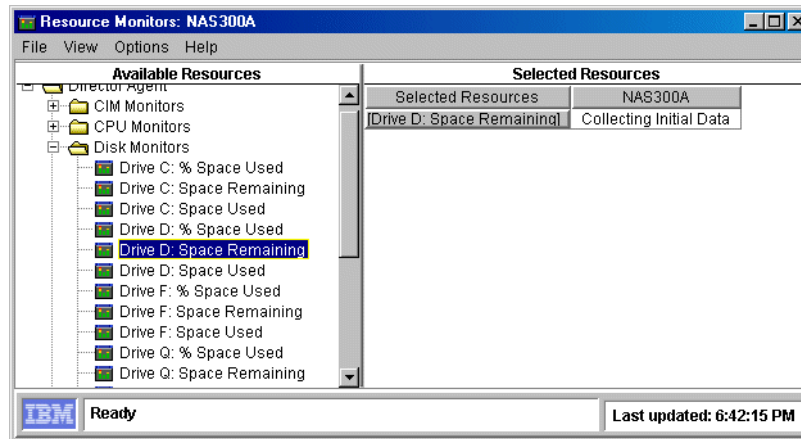 Resource Monitors: NAS300A
File View Options Help
Available Resources
Selected Resources
Director Agent
CIM Monitors
CPU Monitors
Disk Monitors
Drive C: % Space Used
Drive C: Space Remaining
Drive C: Space Used
Drive D: % Space Used
Drive D: Space Remaining
Drive D: Space Used
Drive F: % Space Used
Drive F: Space Remaining
Drive F: Space Used
Drive Q: % Space Used
Drive Q: Space Remaining
Selected Resources NAS300A
[Drive D: Space Remaining] Collecting Initial Data
IBM Ready Last updated: 6:42:15 PM